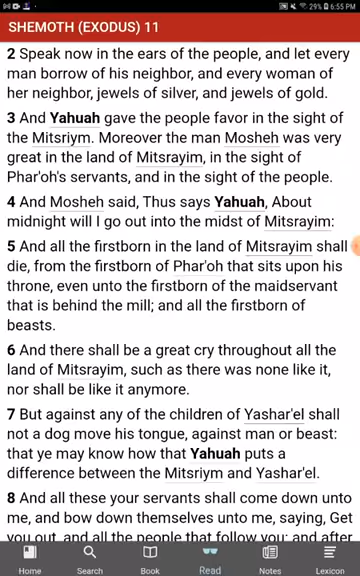 29% 6:55 PM
SHEMOTH (EXODUS) 11
2 Speak now in the ears of the people, and let every
man borrow of his neighbor, and every woman of
her neighbor, jewels of silver, and jewels of gold.
3 And Yahuah gave the people favor in the sight of
the Mitsriym. Moreover the man Mosheh was very
great in the land of Mitsrayim, in the sight of
Phar'oh's servants, and in the sight of the people.
4 And Mosheh said, Thus says Yahuah, About
midnight will I go out into the midst of Mitsrayim:
5 And all the firstborn in the land of Mitsrayim shall
die, from the firstborn of Phar'oh that sits upon his
throne, even unto the firstborn of the maidservant
that is behind the mill; and all the firstborn of
beasts.
6 And there shall be a great cry throughout all the
land of Mitsrayim, such as there was none like it,
nor shall be like it anymore.
7 But against any of the children of Yashar'el shall
not a dog move his tongue, against man or beast:
that ye may know how that Yahuah puts a
difference between the Mitsriym and Yashar'el.
8 And all these your servants shall come down unto
me, and bow down themselves unto me, saying, Get
you out, and all the people that follow you: and after
Home Search Book Read Notes Lexicon